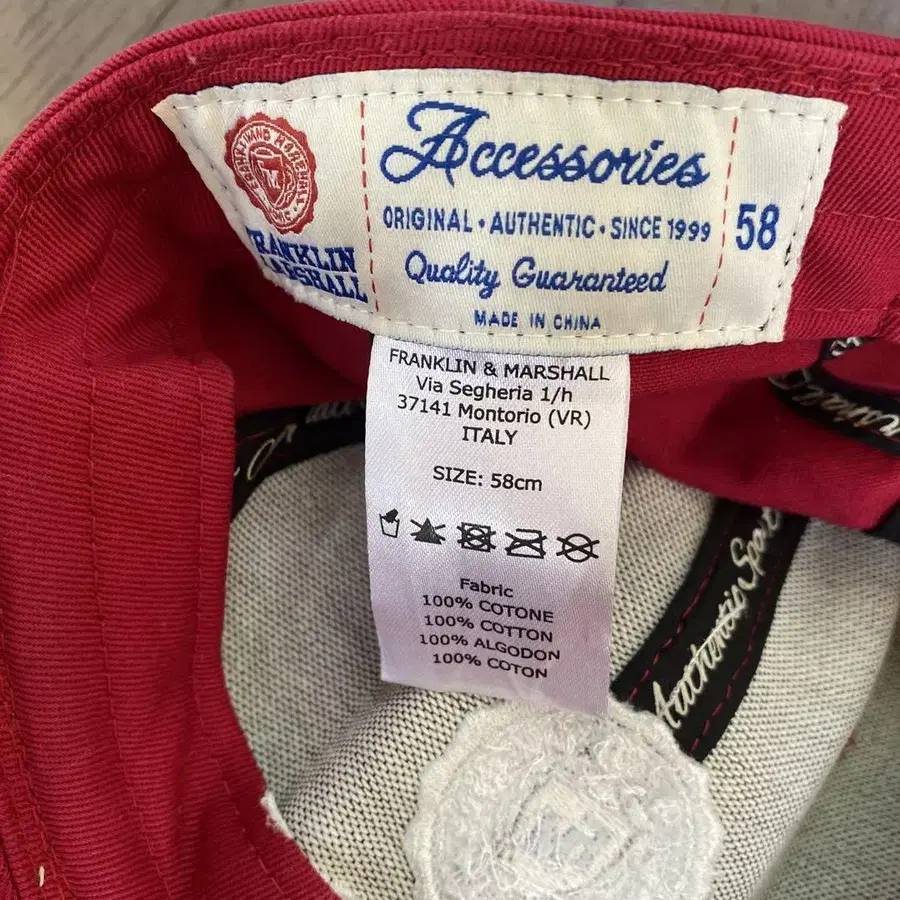 FRANKLIN
MARSHALL
Accessories
ORIGINAL • AUTHENTIC • SINCE 1999
Quality Guaranteed
MADE IN CHINA
58
FRANKLIN & MARSHALL
Via Segheria 1/h
37141 Montorio (VR)
ITALY
SIZE: 58cm
Fabric
100% COTONE
100% COTTON
100% ALGODON
100% COTON
Authentic